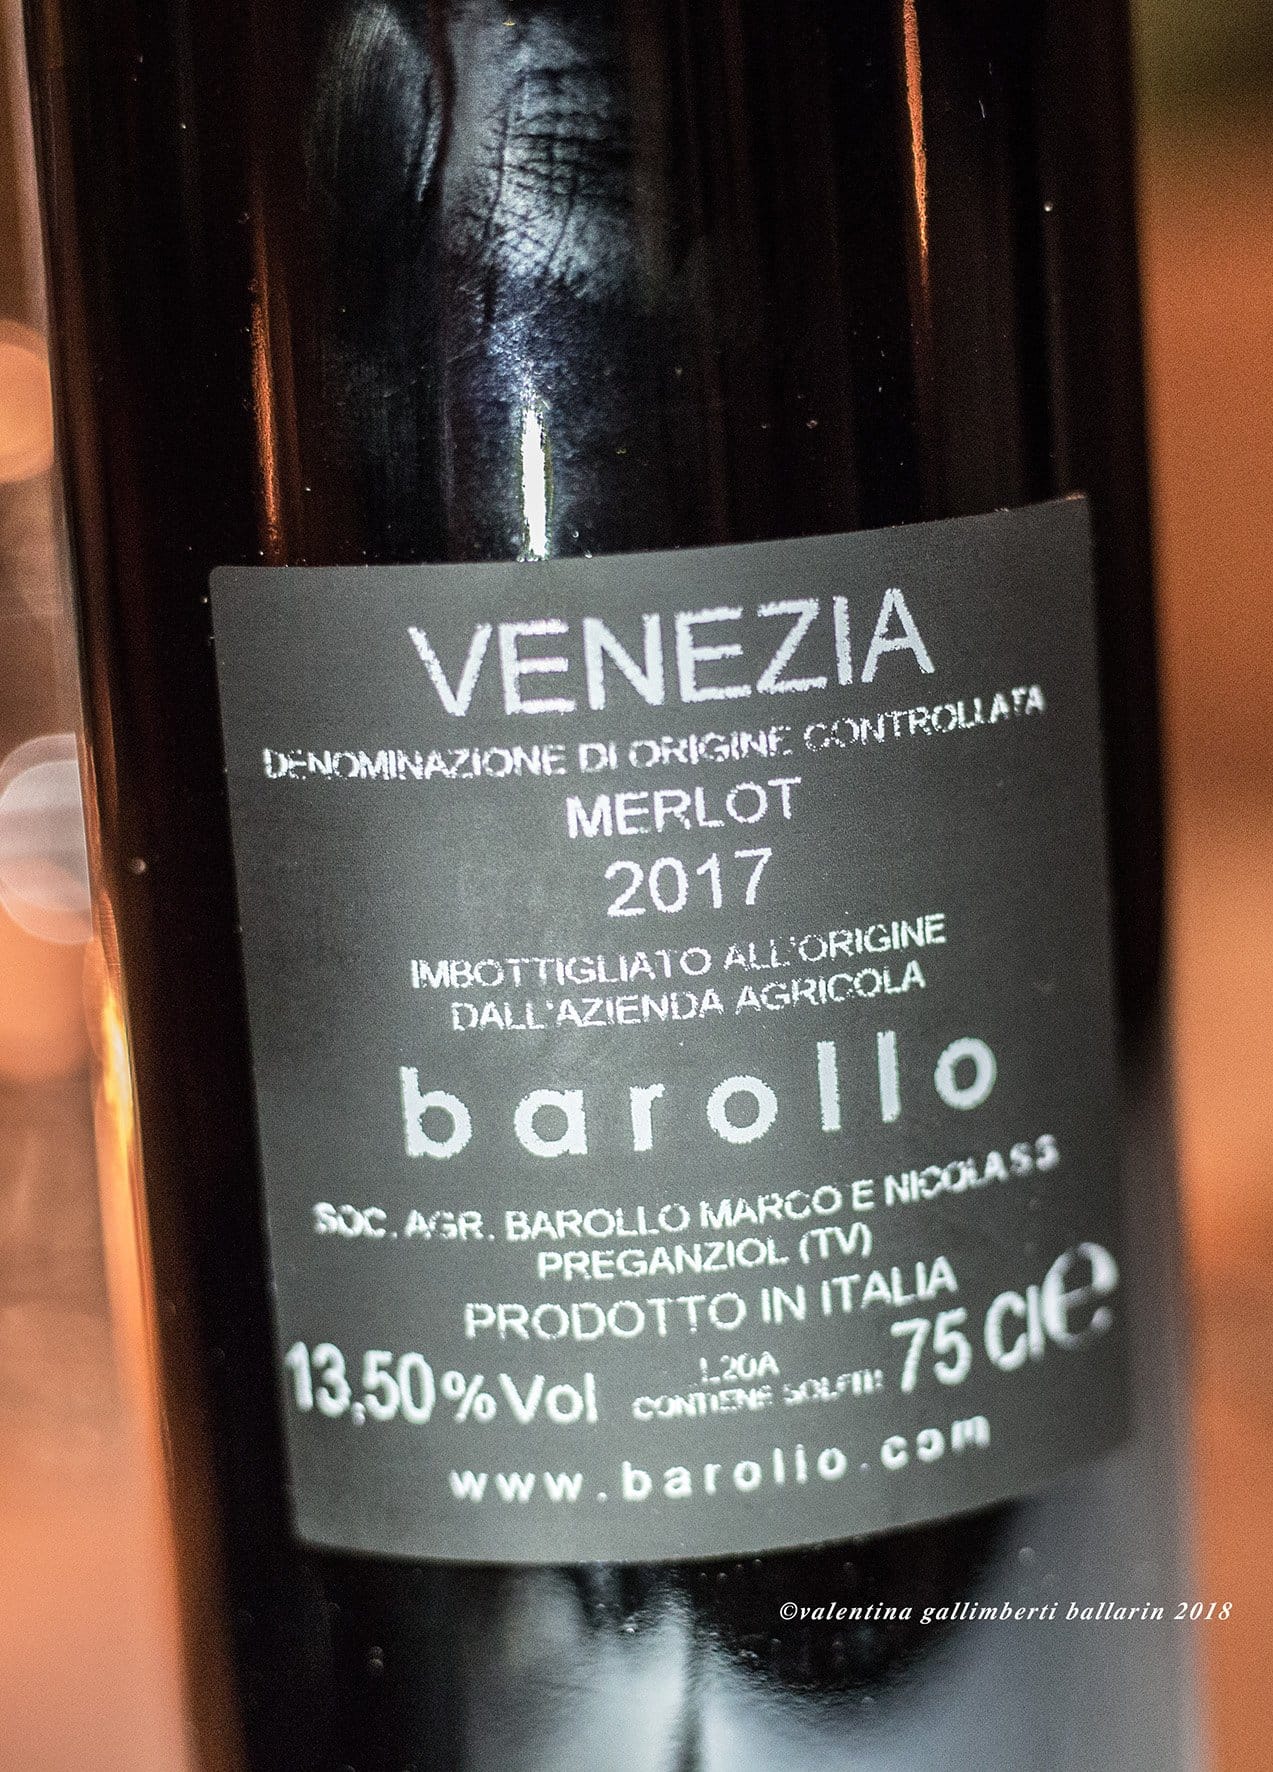 VENEZIA
DENOMINAZIONE DI ORIGINE CONTROLLATA
MERLOT
2017
IMBOTTIGLIATO ALL'ORIGINE
DALL'AZIENDA AGRICOLA
barollo
SOC. AGR. BAROLLO MARCO E NICOLA S S
PREGANZIOL (TV)
PRODOTTO IN ITALIA
13,50%Vol
L20A
CONTIENE SOLFITI
75 Cl e
www.barollo.com
©valentina gallimberti ballarin 2018